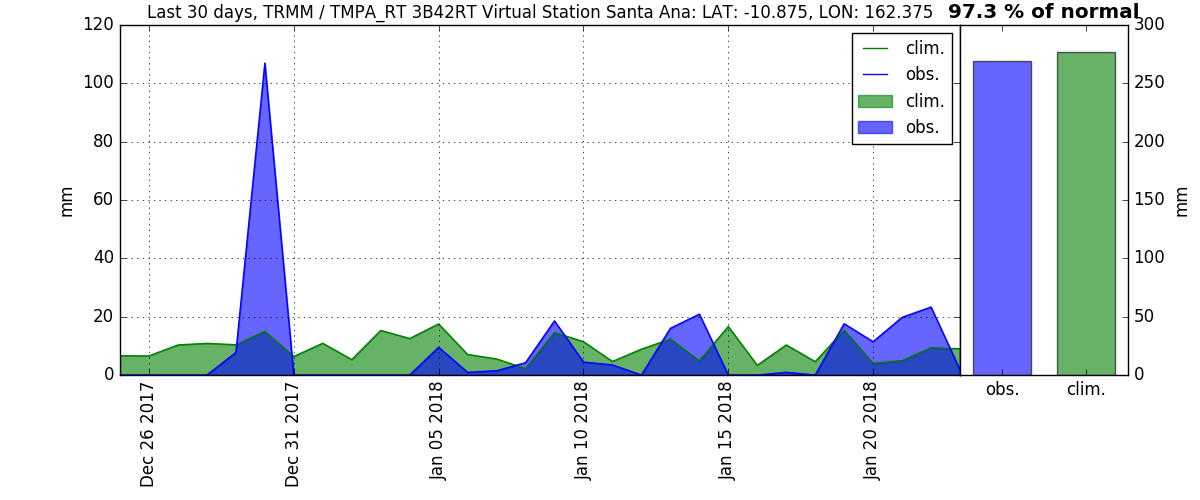 Last 30 days, TRMM / TMPA_RT 3B42RT Virtual Station Santa Ana: LAT: -10.875, LON: 162.375 97.3 % of normal
120
100
80
60
40
20
0
mm
clim.
obs.
clim.
obs.
300
250
200
150
100
50
0
mm
Dec 26 2017
Dec 31 2017
Jan 05 2018
Jan 10 2018
Jan 15 2018
Jan 20 2018
obs.
clim.